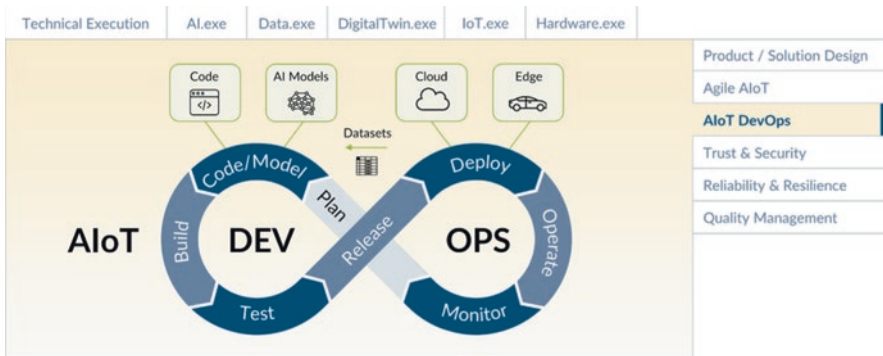 Technical Execution AI.exe Data.exe DigitalTwin.exe IoT.exe Hardware.exe
Product / Solution Design
Agile AIoT
AIoT DevOps
Trust & Security
Reliability & Resilience
Quality Management
Code
</>
AI Models
Cloud
Edge
Datasets
Code/Model
Plan
Deploy
AIoT
Build
DEV
Release
OPS
Operate
Test
Monitor